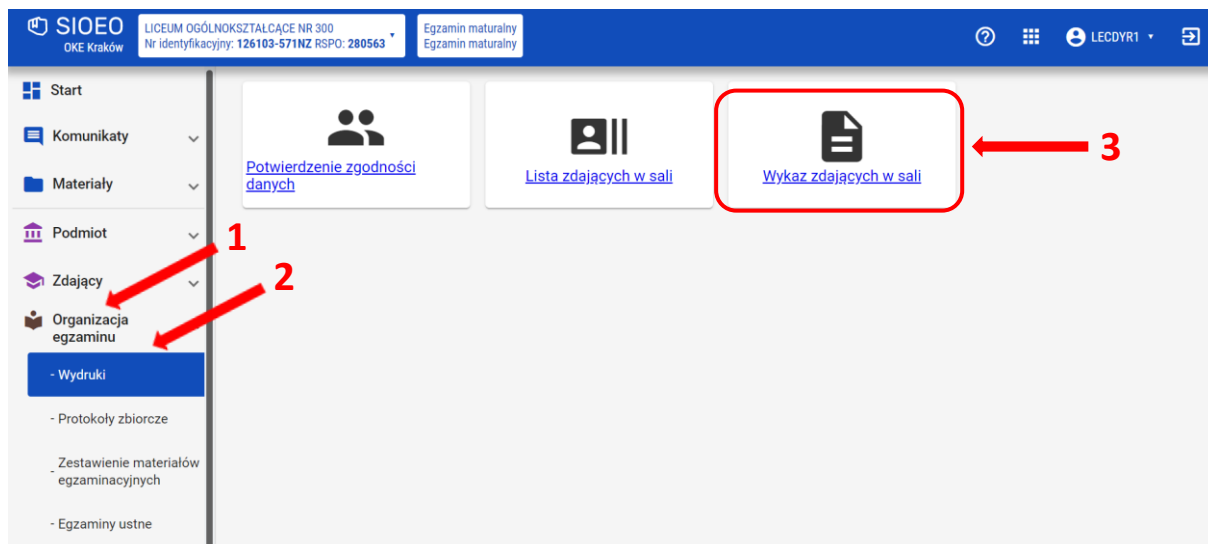 SIOEO
OKE Kraków
LICEUM OGÓLNOKSZTAŁCĄCE NR 300
Nr identyfikacyjny: 126103-571NZ RSPO: 280563
Egzamin maturalny
Egzamin maturalny
LECDYR1
Start
Komunikaty
Materiały
Podmiot
Zdający
Organizacja
egzaminu
- Wydruki
- Protokoły zbiorcze
- Zestawienie materiałów
egzaminacyjnych
- Egzaminy ustne
1
2
Potwierdzenie zgodności
danych
Lista zdających w sali
Wykaz zdających w sali
3